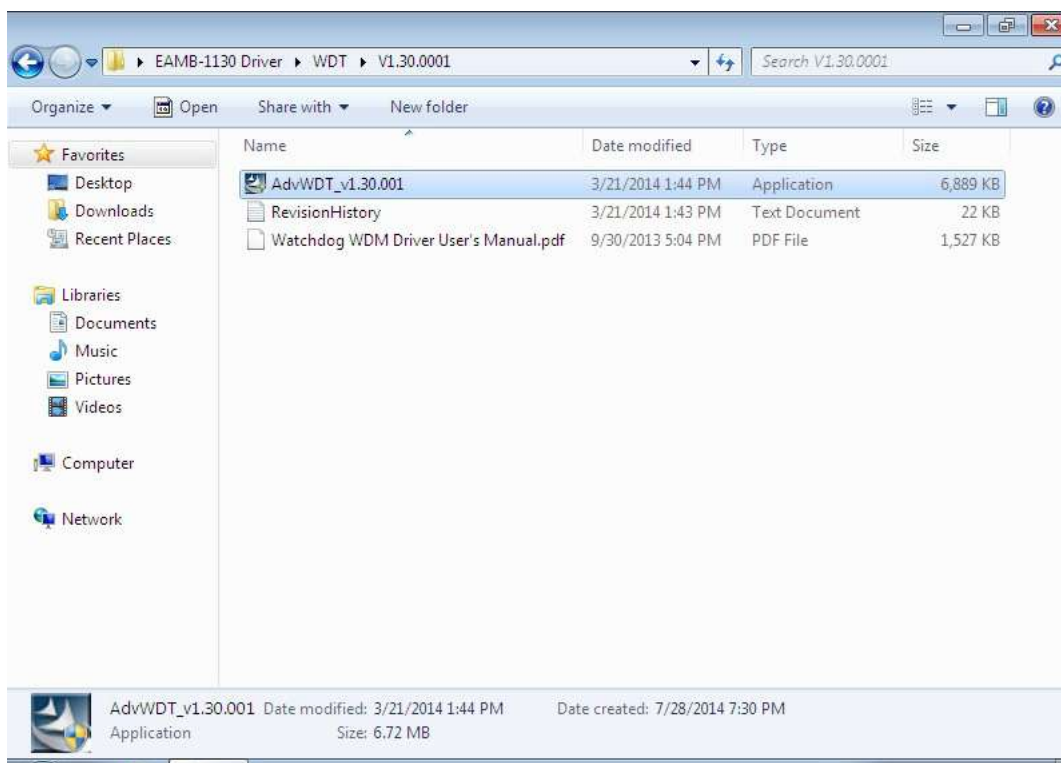 EAMB-1130 Driver WDT V1.30.0001
Search V1.30.0001
Organize Open Share with New folder
Favorites
Desktop
Downloads
Recent Places
Libraries
Documents
Music
Pictures
Videos
Computer
Network
Name Date modified Type Size
AdvWDT_v1.30.001 3/21/2014 1:44 PM Application 6,889 KB
RevisionHistory 3/21/2014 1:43 PM Text Document 22 KB
Watchdog WDM Driver User's Manual.pdf 9/30/2013 5:04 PM PDF File 1,527 KB
AdvWDT_v1.30.001 Date modified: 3/21/2014 1:44 PM Date created: 7/28/2014 7:30 PM
Application Size: 6.72 MB